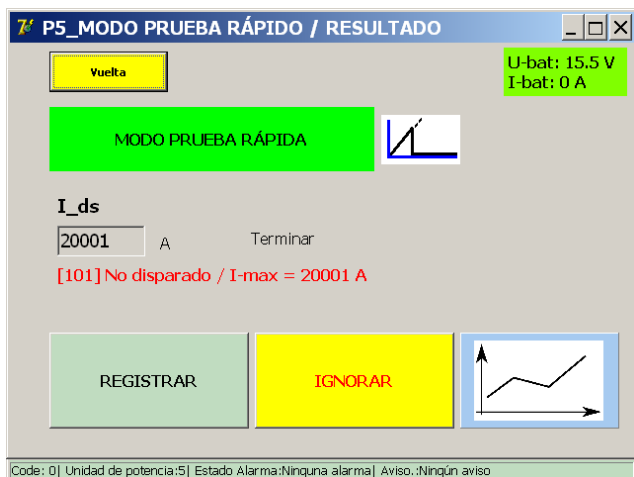 P5_MODO PRUEBA RÁPIDO / RESULTADO
Vuelta
U-bat: 15.5 V
I-bat: 0 A
MODO PRUEBA RÁPIDA
I_ds
20001 A Terminar
[101] No disparado / I-max = 20001 A
REGISTRAR IGNORAR
Code: 0| Unidad de potencia:5| Estado Alarma:Ninguna alarma| Aviso.:Ningún aviso